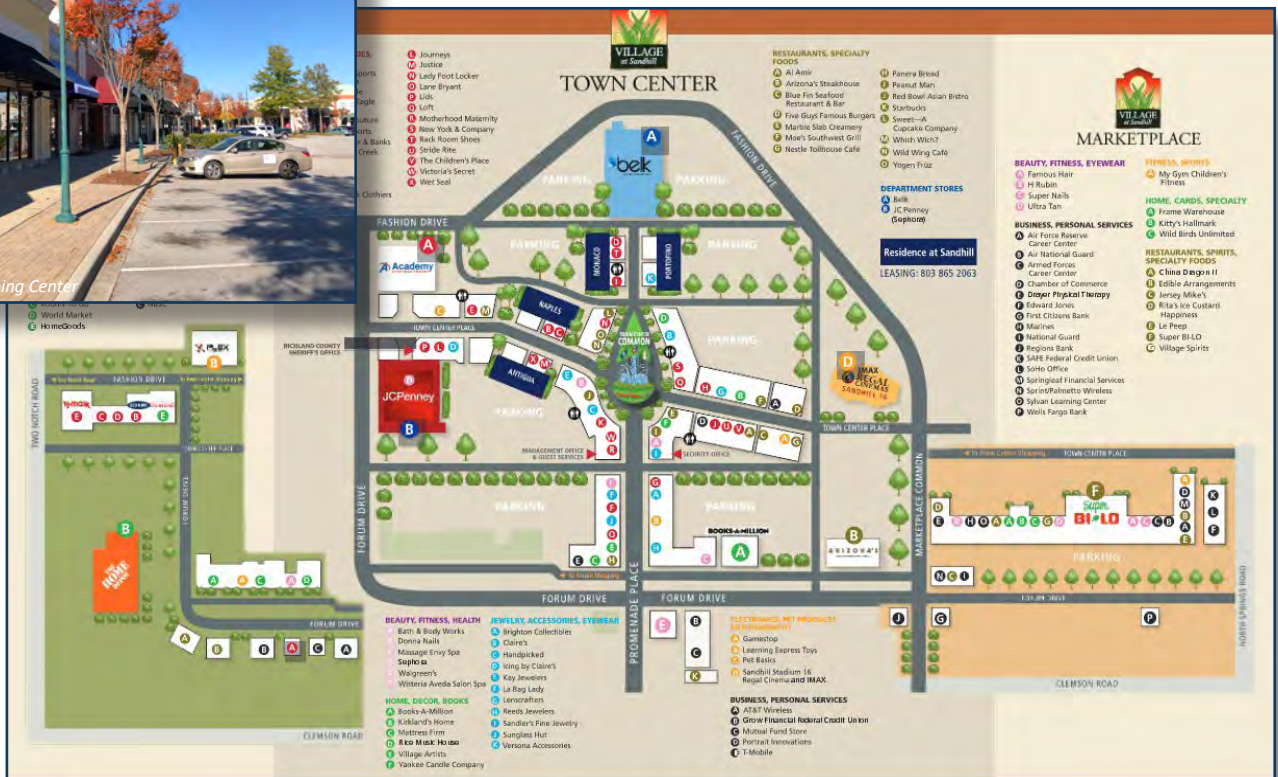 ning Center
VILLAGE
at Sandhill
TOWN CENTER
L Journeys
M Justice
N Lady Foot Locker
O Lane Bryant
P Lids
Q Loft
R Motherhood Maternity
S New York & Company
T Rack Room Shoes
U Stride Rite
V The Children's Place
W Victoria's Secret
X Wet Seal
RESTAURANTS, SPECIALTY
FOODS
A Al Amir
B Arizona's Steakhouse
C Blue Fin Seafood
Restaurant & Bar
D Five Guys Famous Burgers
E Marble Slab Creamery
F Moe's Southwest Grill
G Nestle Tollhouse Café
H Panera Bread
I Peanut Man
J Red Bowl Asian Bistro
K Starbucks
L Sweet—A
Cupcake Company
M Which Wich?
N Wild Wing Café
O Yogen Früz
DEPARTMENT STORES
A Belk
B JC Penney
(Sephora)
Residence at Sandhill
LEASING: 803 865 2063
VILLAGE
at Sandhill
MARKETPLACE
BEAUTY, FITNESS, EYEWEAR
A Famous Hair
B H Rubin
C Super Nails
D Ultra Tan
BUSINESS, PERSONAL SERVICES
A Air Force Reserve
Career Center
B Air National Guard
C Armed Forces
Career Center
D Chamber of Commerce
E Drayer Physical Therapy
F Edward Jones
G First Citizens Bank
H Marines
I National Guard
J Regions Bank
K SAFE Federal Credit Union
L SoHo Office
M Springleaf Financial Services
N Sprint/Palmetto Wireless
O Sylvan Learning Center
P Wells Fargo Bank
FITNESS, SPORTS
A My Gym Children's
Fitness
HOME, CARDS, SPECIALTY
A Frame Warehouse
B Kitty's Hallmark
C Wild Birds Unlimited
RESTAURANTS, SPIRITS,
SPECIALTY FOODS
A China Dragon II
B Edible Arrangements
C Jersey Mike's
D Rita's Ice Custard
Happiness
E Le Peep
F Super BI-LO
G Village Spirits
D World Market
E HomeGoods
FASHION DRIVE
FASHION DRIVE
belk
PARKING
PARKING
PARKING
PARKING
Academy
MONACO
PORTOFINO
NAPLES
ANTIGUA
TOWN CENTER PLACE
RICHLAND COUNTY
SHERIFF'S OFFICE
JCPenney
TOWN CENTER
COMMON
PARKING
PARKING
IMAX
REGAL
CINEMAS
SANDHILL 16
TOWN CENTER PLACE
MANAGEMENT OFFICE
& GUEST SERVICES
SECURITY OFFICE
PARKING
PARKING
BOOKS-A-MILLION
ARIZONA'S
FORUM DRIVE
FORUM DRIVE
FORUM DRIVE
PROMENADE PLACE
MARKETPLACE COMMON
TOWN CENTER PLACE
Super
BI-LO
PARKING
FORUM DRIVE
NORTH SPRINGS ROAD
CLEMSON ROAD
TWO NOTCH ROAD
FASHION DRIVE
FORUM DRIVE
THE
HOME
DEPOT
FORUM DRIVE
CLEMSON ROAD
BEAUTY, FITNESS, HEALTH
Bath & Body Works
Donna Nails
Massage Envy Spa
Sephora
Walgreen's
Wisteria Aveda Salon Spa
HOME, DECOR, BOOKS
A Books-A-Million
B Kirkland's Home
C Mattress Firm
D Rice Music House
E Village Artists
F Yankee Candle Company
JEWELRY, ACCESSORIES, EYEWEAR
A Brighton Collectibles
B Claire's
C Handpicked
D Icing by Claire's
E Kay Jewelers
F La Bag Lady
G Lenscrafters
H Reeds Jewelers
I Sandler's Fine Jewelry
J Sunglass Hut
K Versona Accessories
ELECTRONICS, PET PRODUCTS,
ENTERTAINMENT
Gamestop
Learning Express Toys
Pet Basics
Sandhill Stadium 16
Regal Cinema and IMAX
BUSINESS, PERSONAL SERVICES
A AT&T Wireless
B Grow Financial Federal Credit Union
C Mutual Fund Store
D Portrait Innovations
E T-Mobile